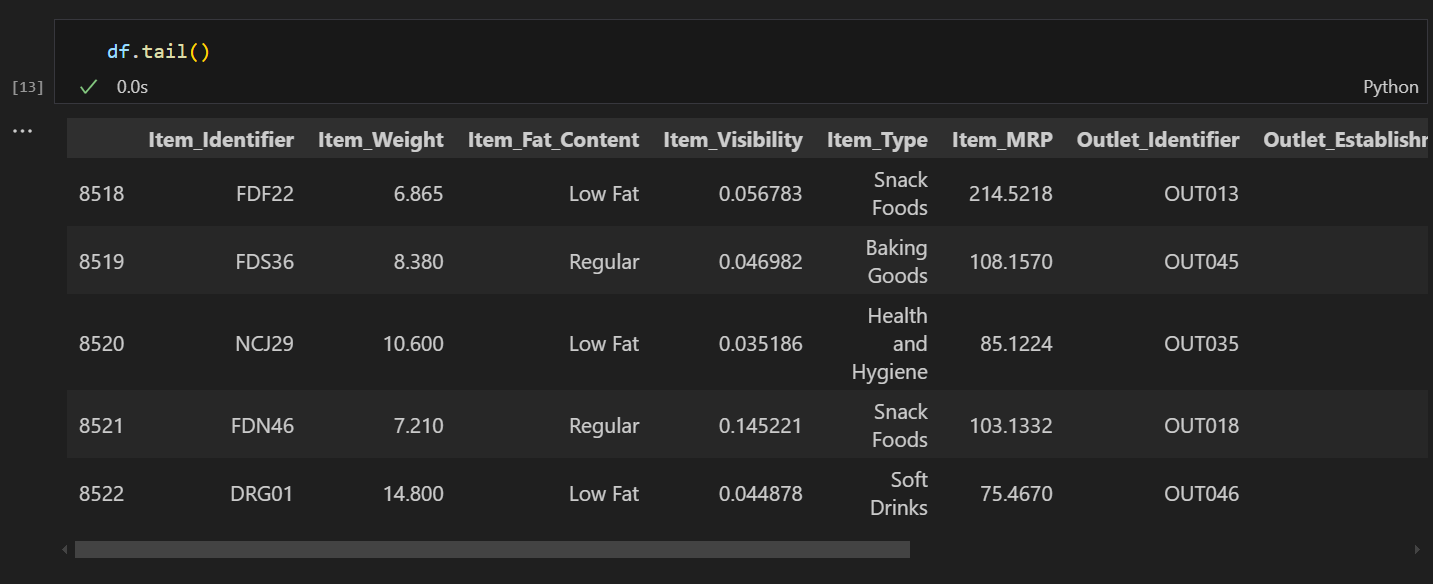 df.tail()
[13]
0.0s
Python
...
Item_Identifier Item_Weight Item_Fat_Content Item_Visibility Item_Type Item_MRP Outlet_Identifier Outlet_Establishr
8518 FDF22 6.865 Low Fat 0.056783 Snack Foods 214.5218 OUT013
8519 FDS36 8.380 Regular 0.046982 Baking Goods 108.1570 OUT045
8520 NCJ29 10.600 Low Fat 0.035186 Health and Hygiene 85.1224 OUT035
8521 FDN46 7.210 Regular 0.145221 Snack Foods 103.1332 OUT018
8522 DRG01 14.800 Low Fat 0.044878 Soft Drinks 75.4670 OUT046